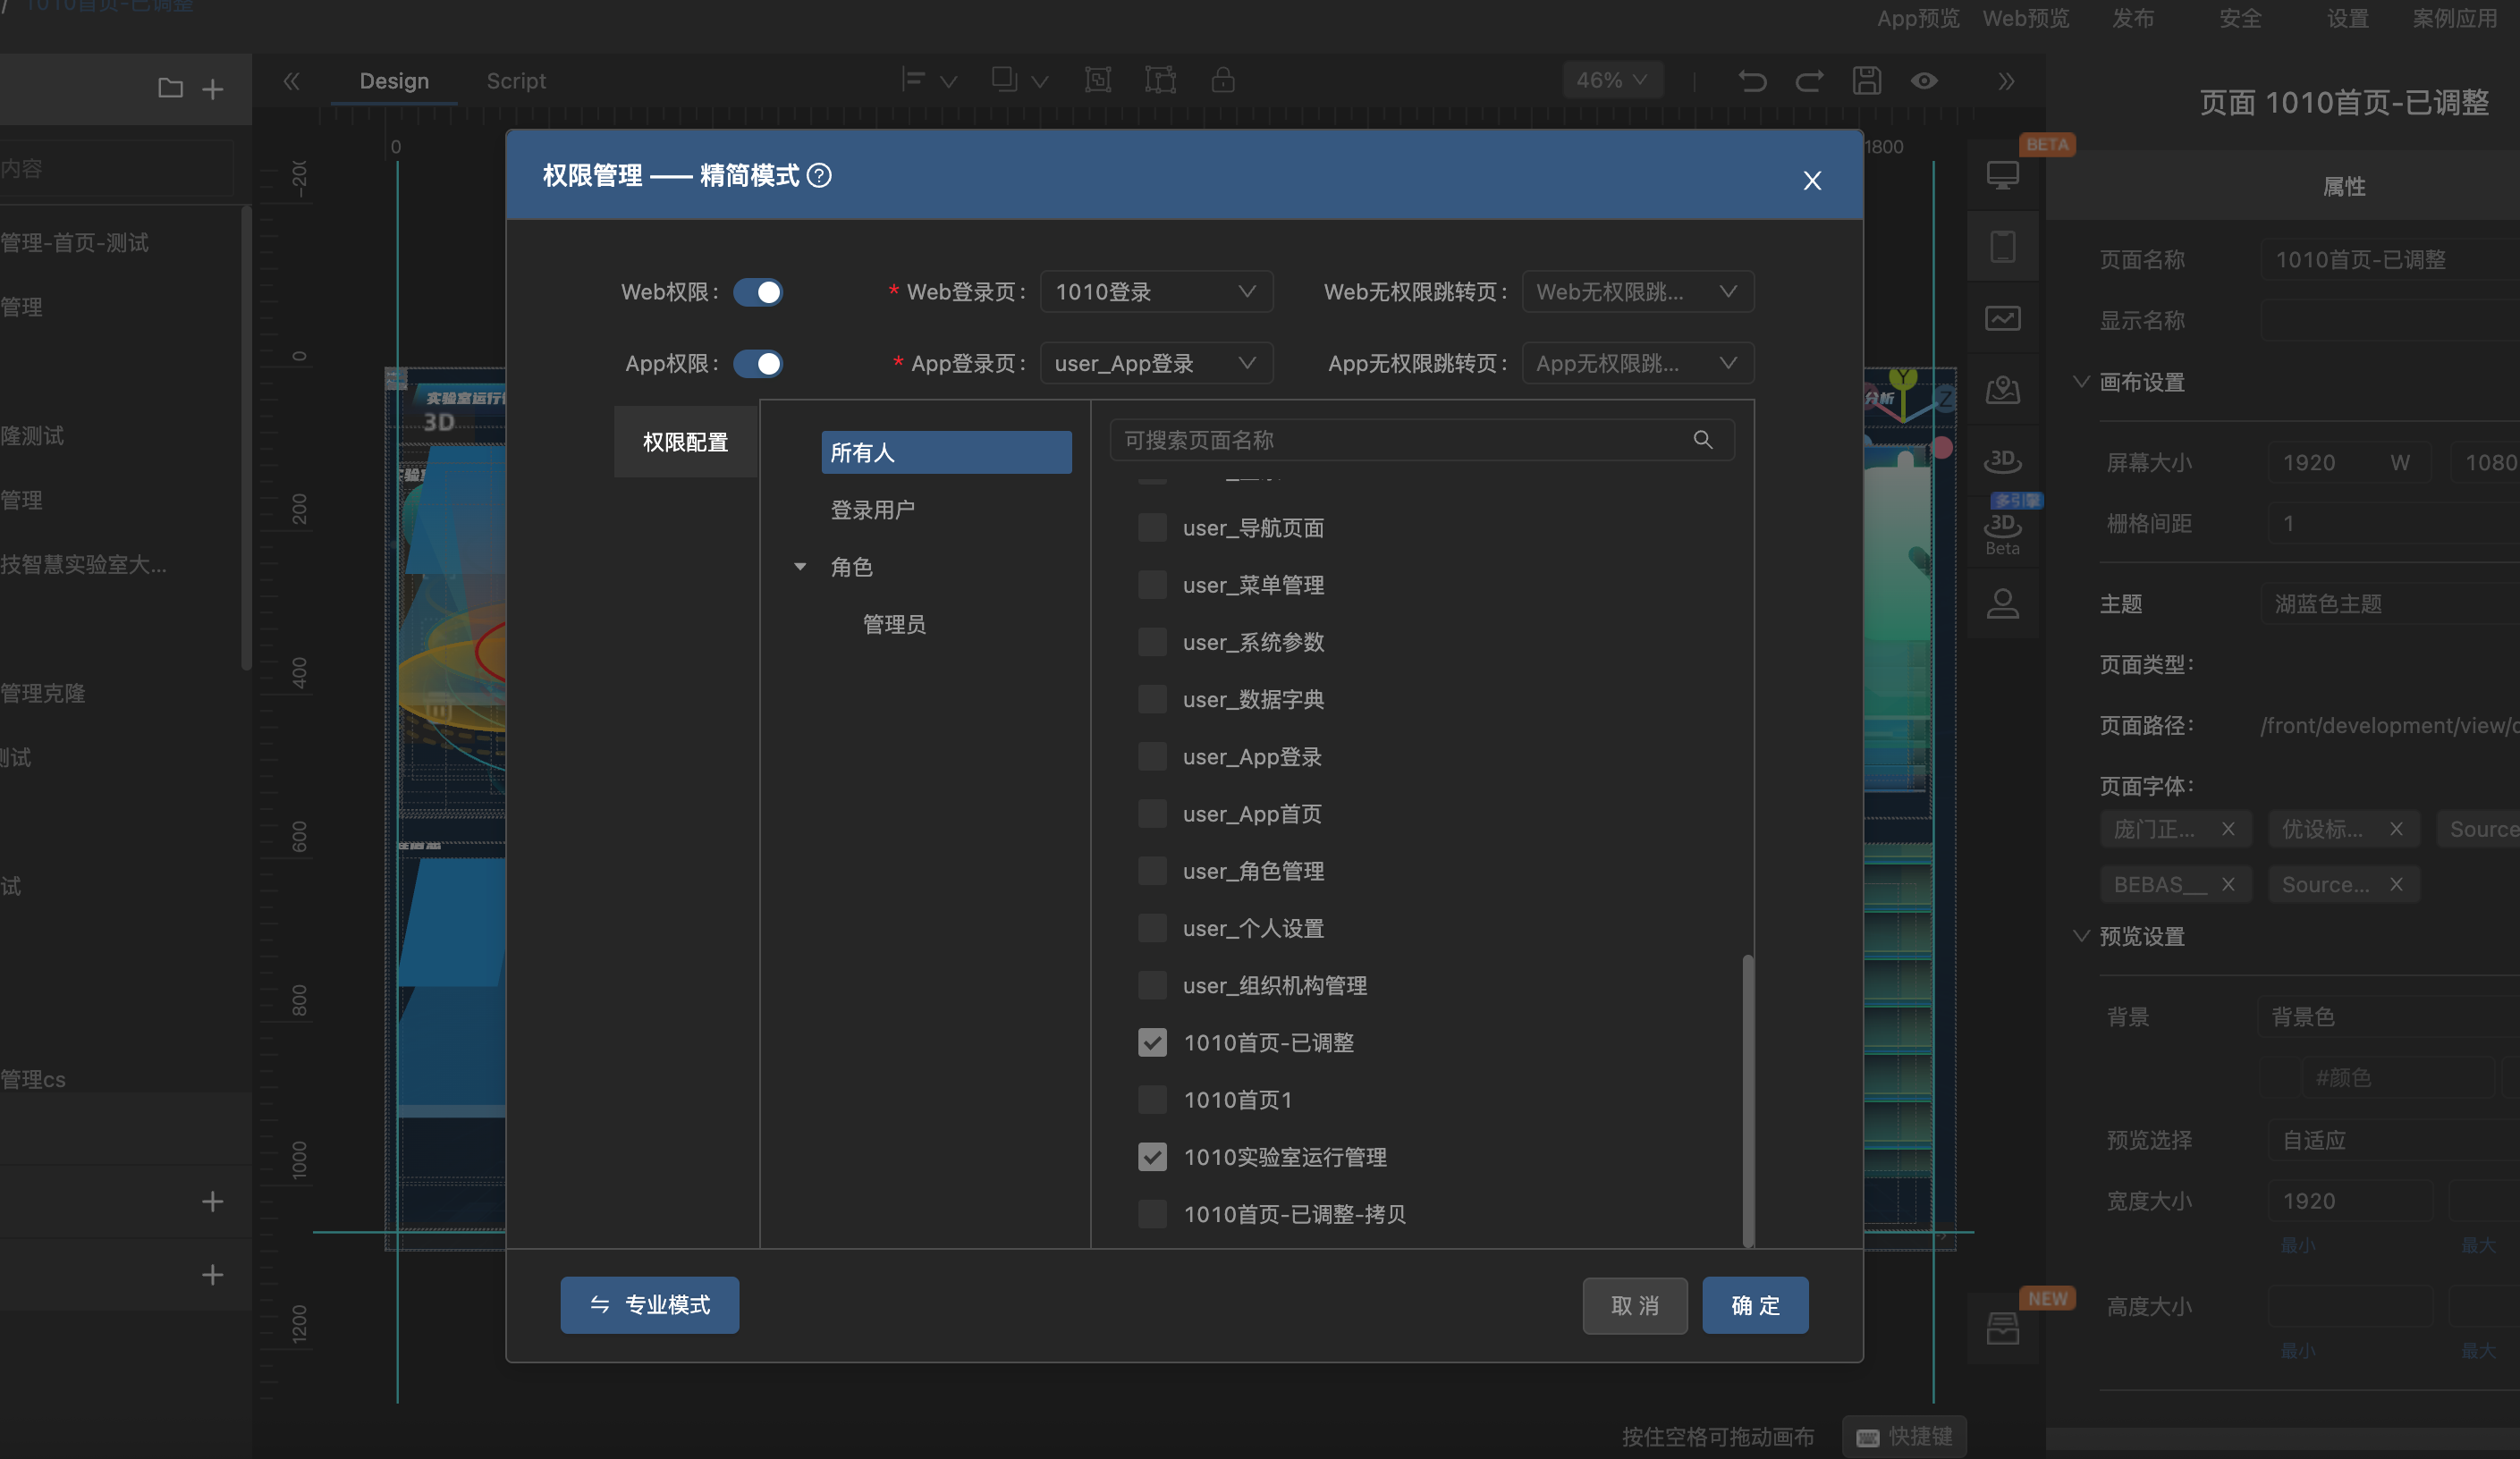 / 1010首页-已调整
App预览 Web预览 发布 安全 设置 案例应用
Design Script 46%
页面 1010首页-已调整
内容
管理-首页-测试
管理
隆测试
管理
技智慧实验室大...
管理克隆
测试
试
管理cs
0 1800
-200
0
200
400
600
800
1000
1200
实验室运行
3D
分析
Y
Z
权限管理 —— 精简模式
Web权限： * Web登录页： 1010登录 Web无权限跳转页： Web无权限跳...
App权限： * App登录页： user_App登录 App无权限跳转页： App无权限跳...
权限配置
所有人
登录用户
角色
管理员
可搜索页面名称
user_导航页面
user_菜单管理
user_系统参数
user_数据字典
user_App登录
user_App首页
user_角色管理
user_个人设置
user_组织机构管理
1010首页-已调整
1010首页1
1010实验室运行管理
1010首页-已调整-拷贝
专业模式
取 消
确 定
BETA
3D
多引擎
3D
Beta
NEW
属性
页面名称 1010首页-已调整
显示名称
画布设置
屏幕大小 1920 W 1080
栅格间距 1
主题 湖蓝色主题
页面类型：
页面路径： /front/development/view/
页面字体：
庞门正... X 优设标... X Source
BEBAS__ X Source... X
预览设置
背景 背景色
#颜色
预览选择 自适应
宽度大小 1920
最小 最大
高度大小
最小 最大
按住空格可拖动画布 快捷键